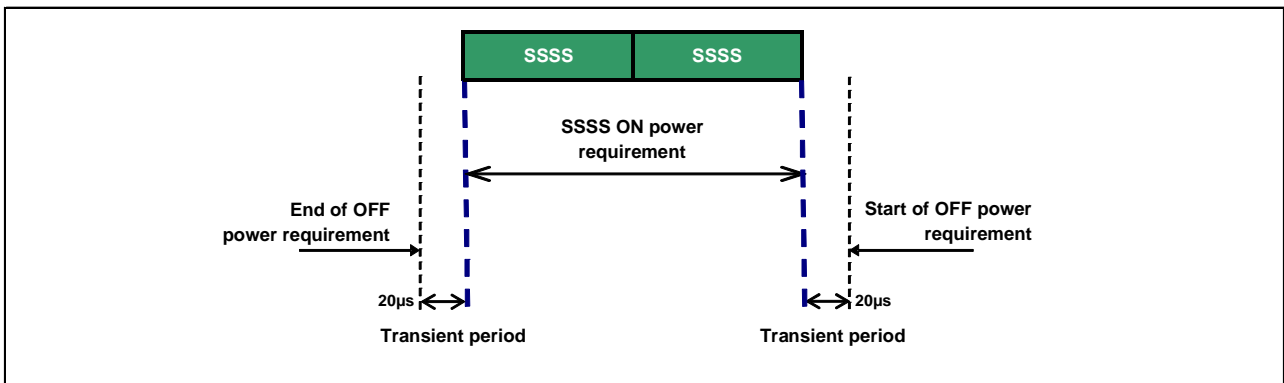 SSSS SSSS
SSSS ON power
requirement
End of OFF
power requirement
Start of OFF power
requirement
20µs
20µs
Transient period
Transient period